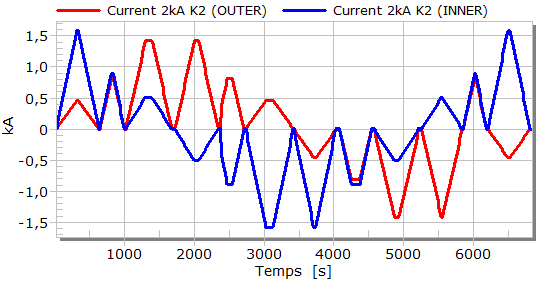 Current 2kA K2 (OUTER) Current 2kA K2 (INNER)
1,5
1,0
0,5
0
-0,5
-1,0
-1,5
kA
1000 2000 3000 4000 5000 6000
Temps [s]